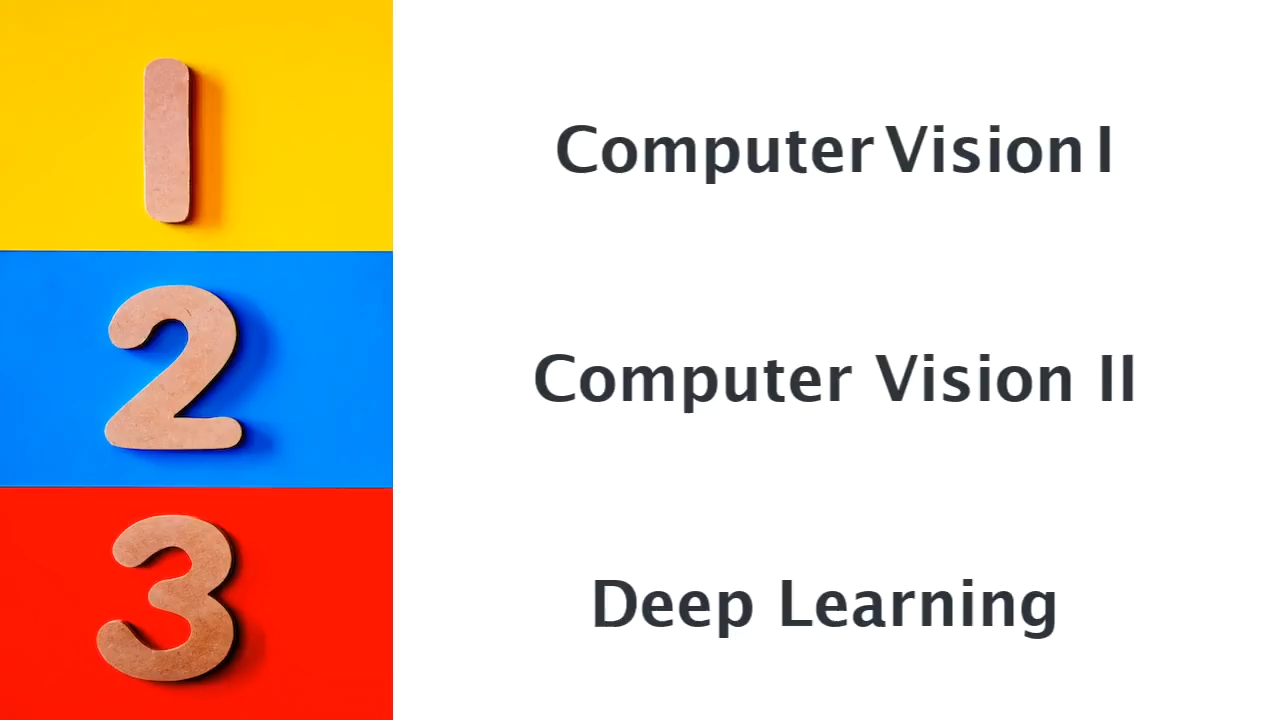 1
Computer Vision I
2
Computer Vision II
3
Deep Learning